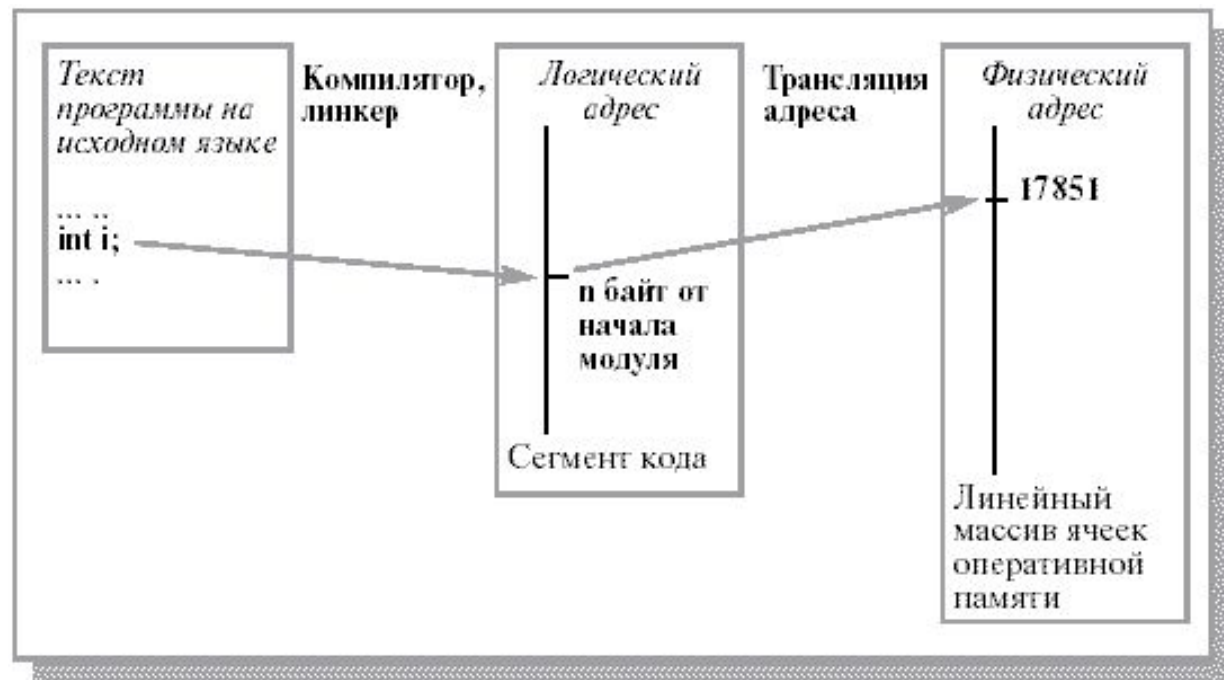 Текст
программы на
исходном языке
... ..
int i;
... .
Компилятор,
линкер
Логический
адрес
n байт от
начала
модуля
Сегмент кода
Трансляция
адреса
Физический
адрес
17851
Линейный
массив ячеек
оперативной
памяти